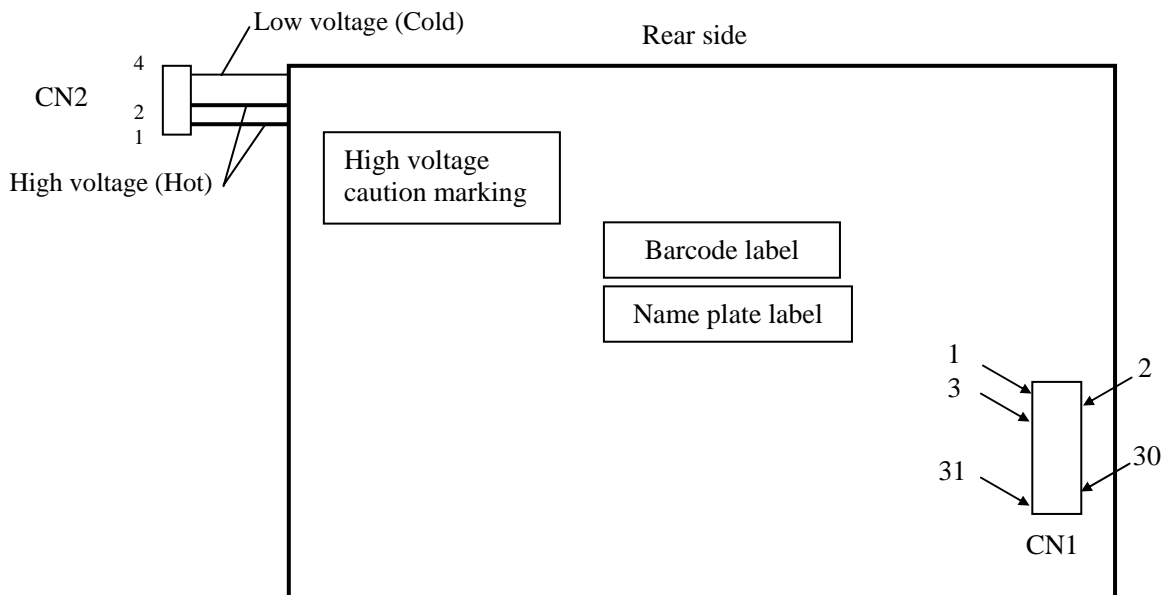 Low voltage (Cold)
Rear side
4
CN2
2
1
High voltage (Hot)
High voltage
caution marking
Barcode label
Name plate label
1
2
3
31
30
CN1